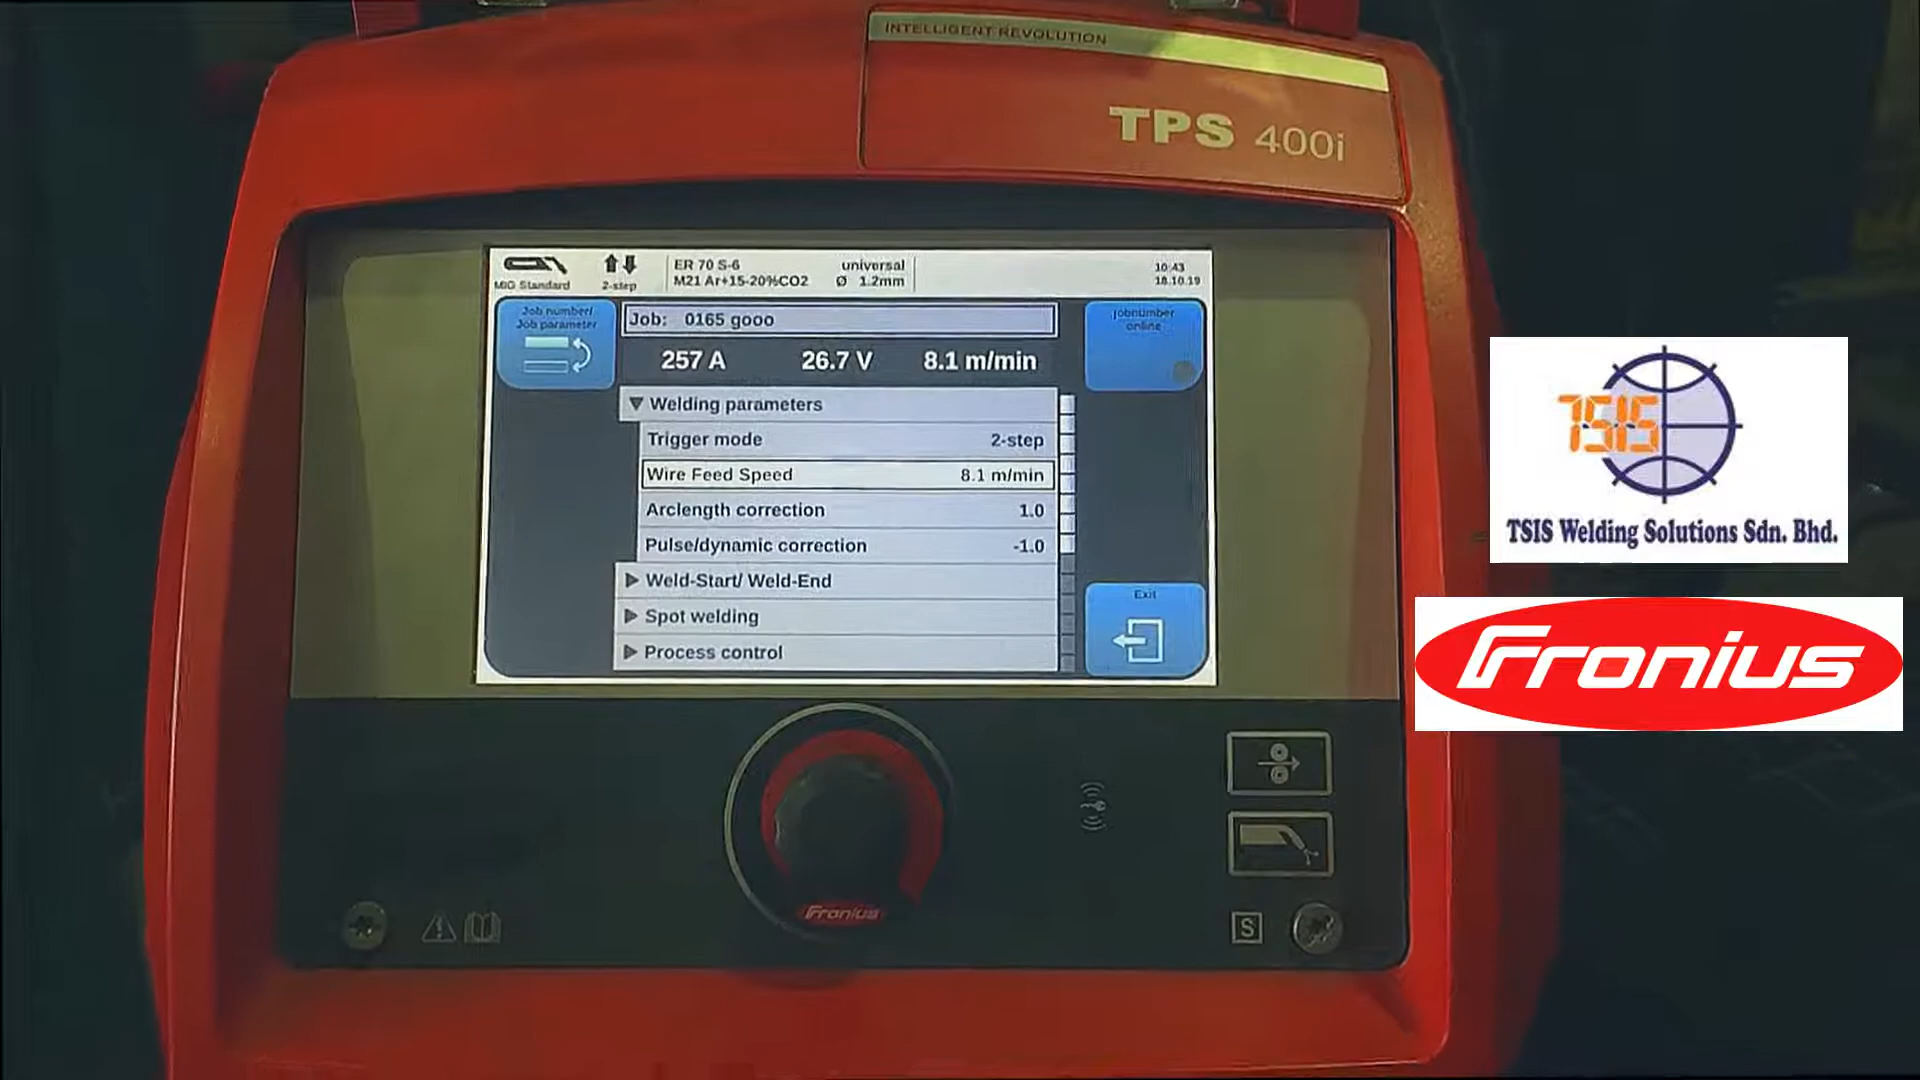 INTELLIGENT REVOLUTION
TPS 400i
MIG Standard
2-step
ER 70 S-6
M21 Ar+15-20%CO2
universal
Ø 1.2mm
10:43
18.10.19
Job number/
Job parameter
Job: 0165 gooo
jobnumber
online
257 A 26.7 V 8.1 m/min
Welding parameters
Trigger mode 2-step
Wire Feed Speed 8.1 m/min
Arclength correction 1.0
Pulse/dynamic correction -1.0
Weld-Start/ Weld-End
Spot welding
Process control
Exit
Fronius
S
TSIS
TSIS Welding Solutions Sdn. Bhd.
Fronius